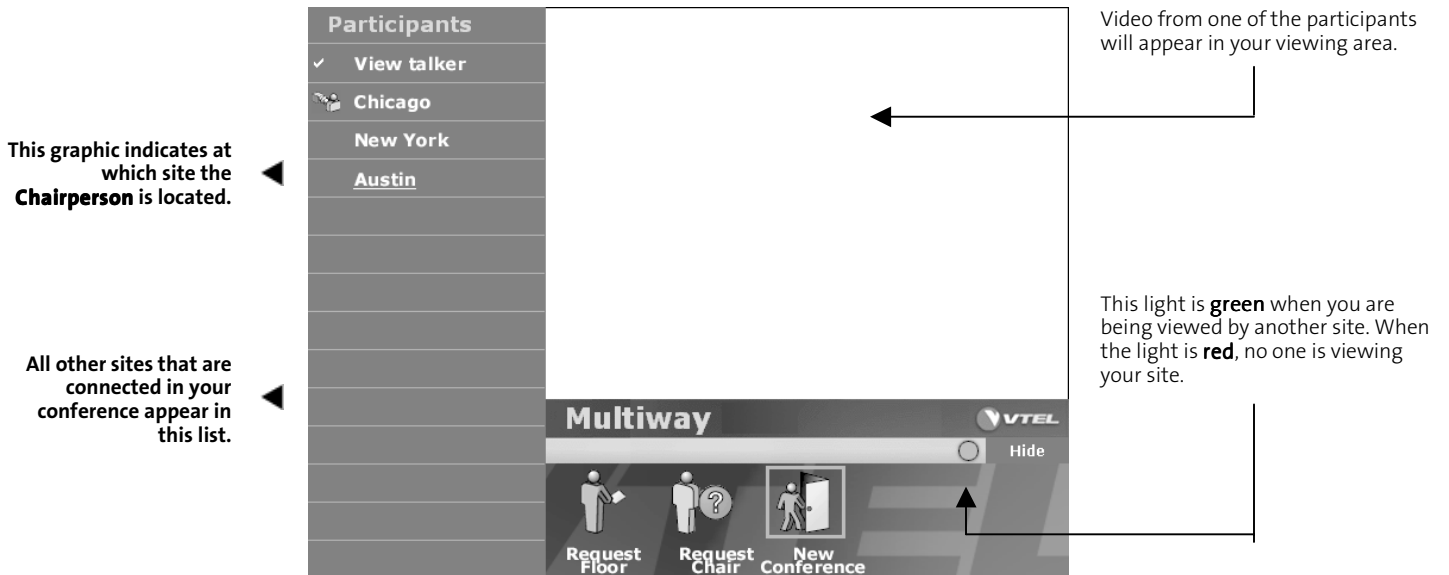 Participants
View talker
Chicago
New York
Austin
This graphic indicates at
which site the
Chairperson is located.
All other sites that are
connected in your
conference appear in
this list.
Video from one of the participants
will appear in your viewing area.
This light is green when you are
being viewed by another site. When
the light is red, no one is viewing
your site.
Multiway
VTEL
Hide
Request
Floor
Request
Chair
New
Conference